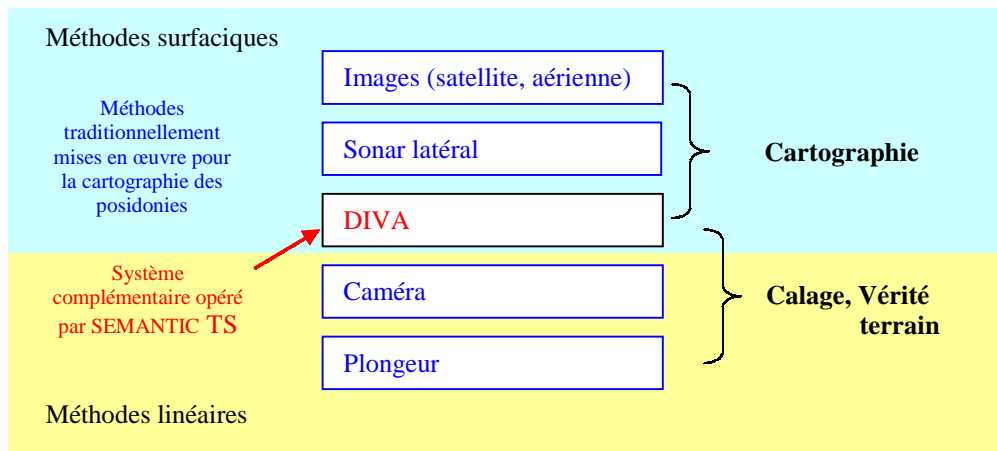 Méthodes surfaciques
Images (satellite, aérienne)
Méthodes
traditionnellement
mises en œuvre pour
la cartographie des
posidonies
Sonar latéral
Cartographie
DIVA
Système
complémentaire opéré
par SEMANTIC TS
Caméra
Calage, Vérité
terrain
Plongeur
Méthodes linéaires